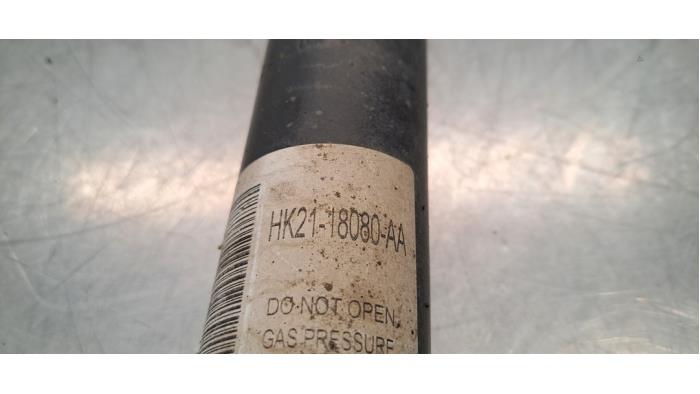 HK21-18080-AA
DO NOT OPEN
GAS PRESSURE